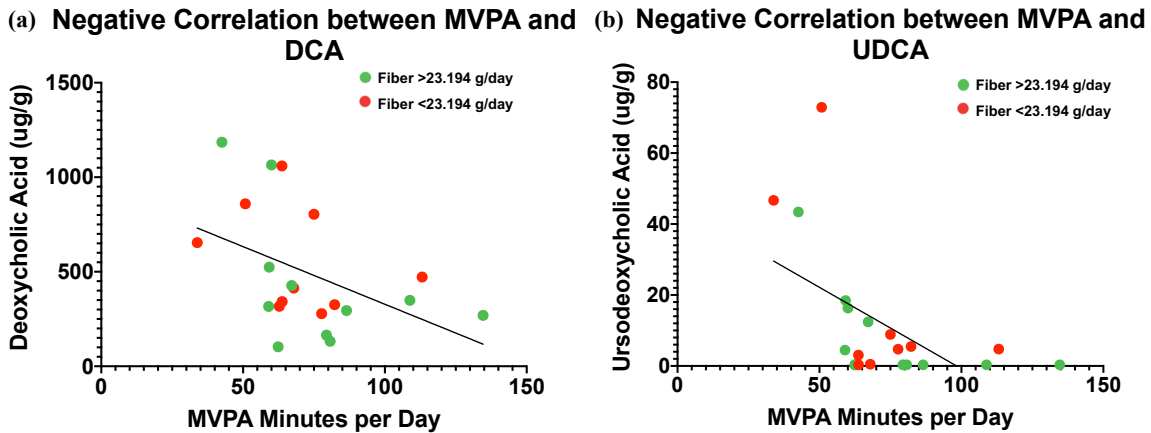 (a) Negative Correlation between MVPA and
DCA
Fiber >23.194 g/day
Fiber <23.194 g/day
Deoxycholic Acid (ug/g)
1500
1000
500
0
0 50 100 150
MVPA Minutes per Day
(b) Negative Correlation between MVPA and
UDCA
Fiber >23.194 g/day
Fiber <23.194 g/day
Ursodeoxycholic Acid (ug/g)
80
60
40
20
0
0 50 100 150
MVPA Minutes per Day